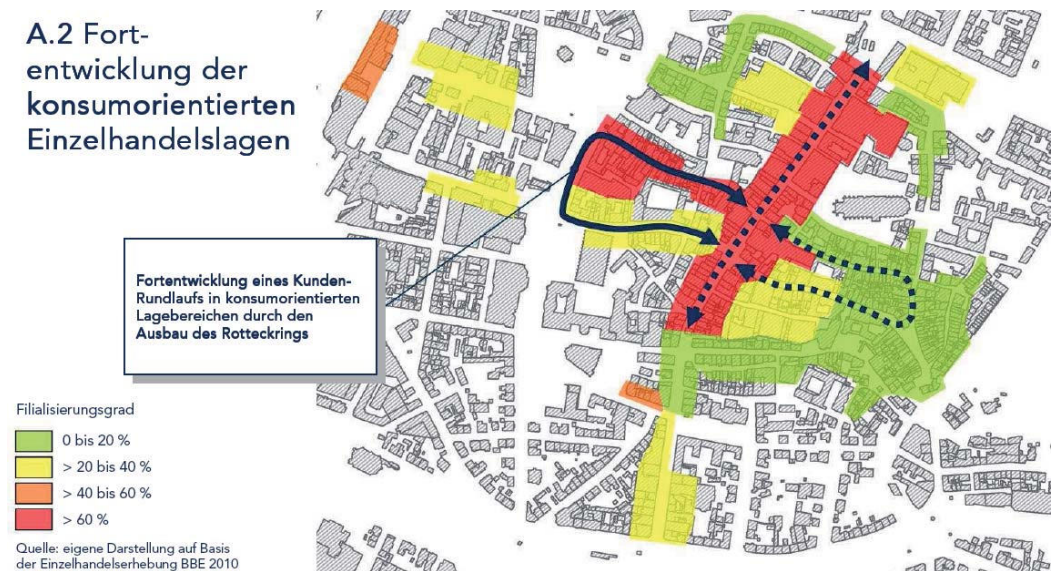 A.2 Fort-
entwicklung der
konsumorientierten
Einzelhandelslagen
Fortentwicklung eines Kunden-
Rundlaufs in konsumorientierten
Lagebereichen durch den
Ausbau des Rotteckrings
Filialisierungsgrad
0 bis 20 %
> 20 bis 40 %
> 40 bis 60 %
> 60 %
Quelle: eigene Darstellung auf Basis
der Einzelhandelserhebung BBE 2010